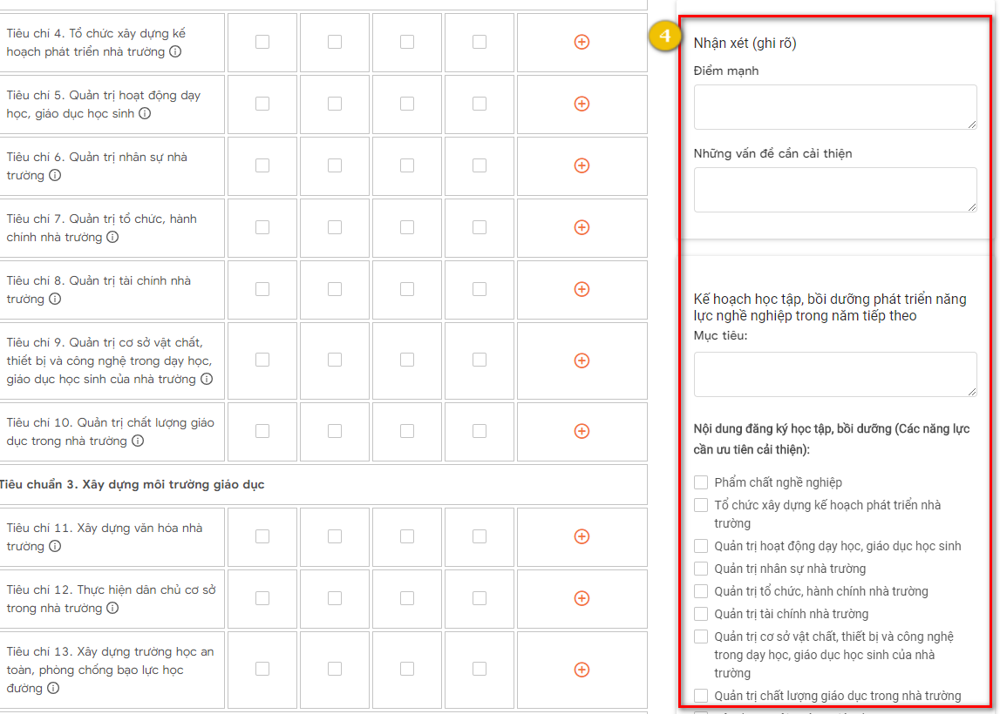 Tiêu chí 4. Tổ chức xây dựng kế
hoạch phát triển nhà trường
Tiêu chí 5. Quản trị hoạt động dạy
học, giáo dục học sinh
Tiêu chí 6. Quản trị nhân sự nhà
trường
Tiêu chí 7. Quản trị tổ chức, hành
chính nhà trường
Tiêu chí 8. Quản trị tài chính nhà
trường
Tiêu chí 9. Quản trị cơ sở vật chất,
thiết bị và công nghệ trong dạy học,
giáo dục học sinh của nhà trường
Tiêu chí 10. Quản trị chất lượng giáo
dục trong nhà trường
Tiêu chuẩn 3. Xây dựng môi trường giáo dục
Tiêu chí 11. Xây dựng văn hóa nhà
trường
Tiêu chí 12. Thực hiện dân chủ cơ sở
trong nhà trường
Tiêu chí 13. Xây dựng trường học an
toàn, phòng chống bạo lực học
đường
4
Nhận xét (ghi rõ)
Điểm mạnh
Những vấn đề cần cải thiện
Kế hoạch học tập, bồi dưỡng phát triển năng
lực nghề nghiệp trong năm tiếp theo
Mục tiêu:
Nội dung đăng ký học tập, bồi dưỡng (Các năng lực
cần ưu tiên cải thiện):
Phẩm chất nghề nghiệp
Tổ chức xây dựng kế hoạch phát triển nhà
trường
Quản trị hoạt động dạy học, giáo dục học sinh
Quản trị nhân sự nhà trường
Quản trị tổ chức, hành chính nhà trường
Quản trị tài chính nhà trường
Quản trị cơ sở vật chất, thiết bị và công nghệ
trong dạy học, giáo dục học sinh của nhà
trường
Quản trị chất lượng giáo dục trong nhà trường